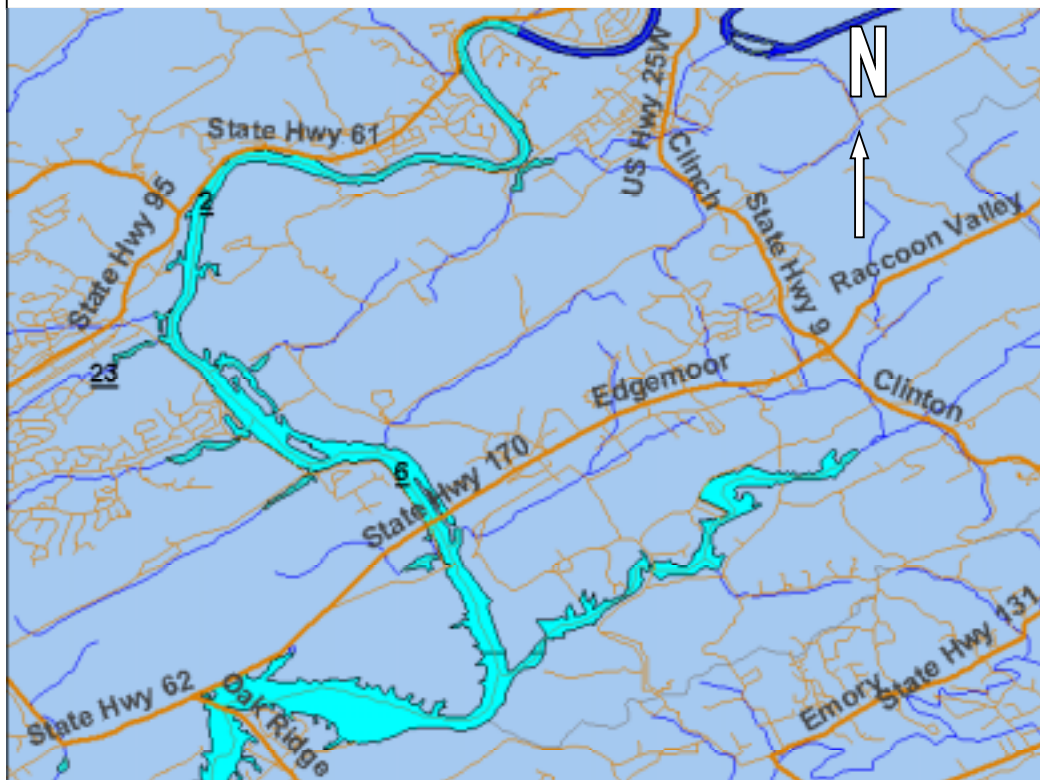 N
State Hwy 61
US Hwy 25W
Clinch
State Hwy 95
2
State Hwy 9
Raccoon Valley
23
Edgemoor
Clinton
6
State Hwy 170
State Hwy 131
Emory
State Hwy 62
Oak Ridge